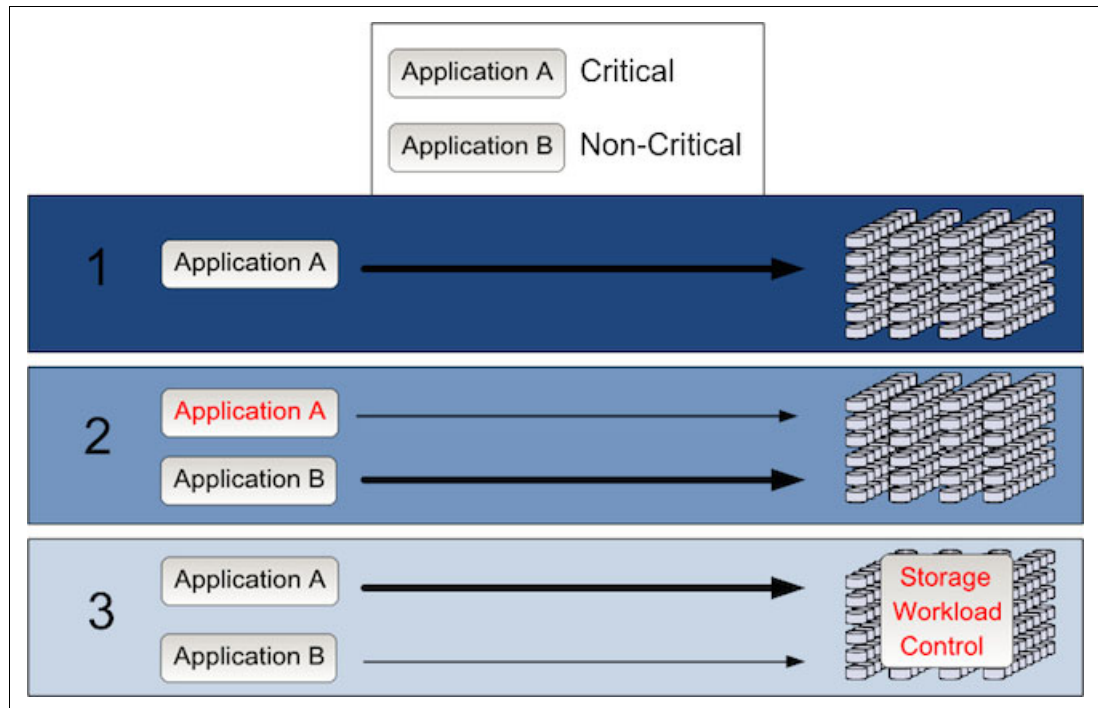 Application A Critical
Application B Non-Critical
1 Application A
2 Application A
Application B
3 Application A
Application B
Storage
Workload
Control